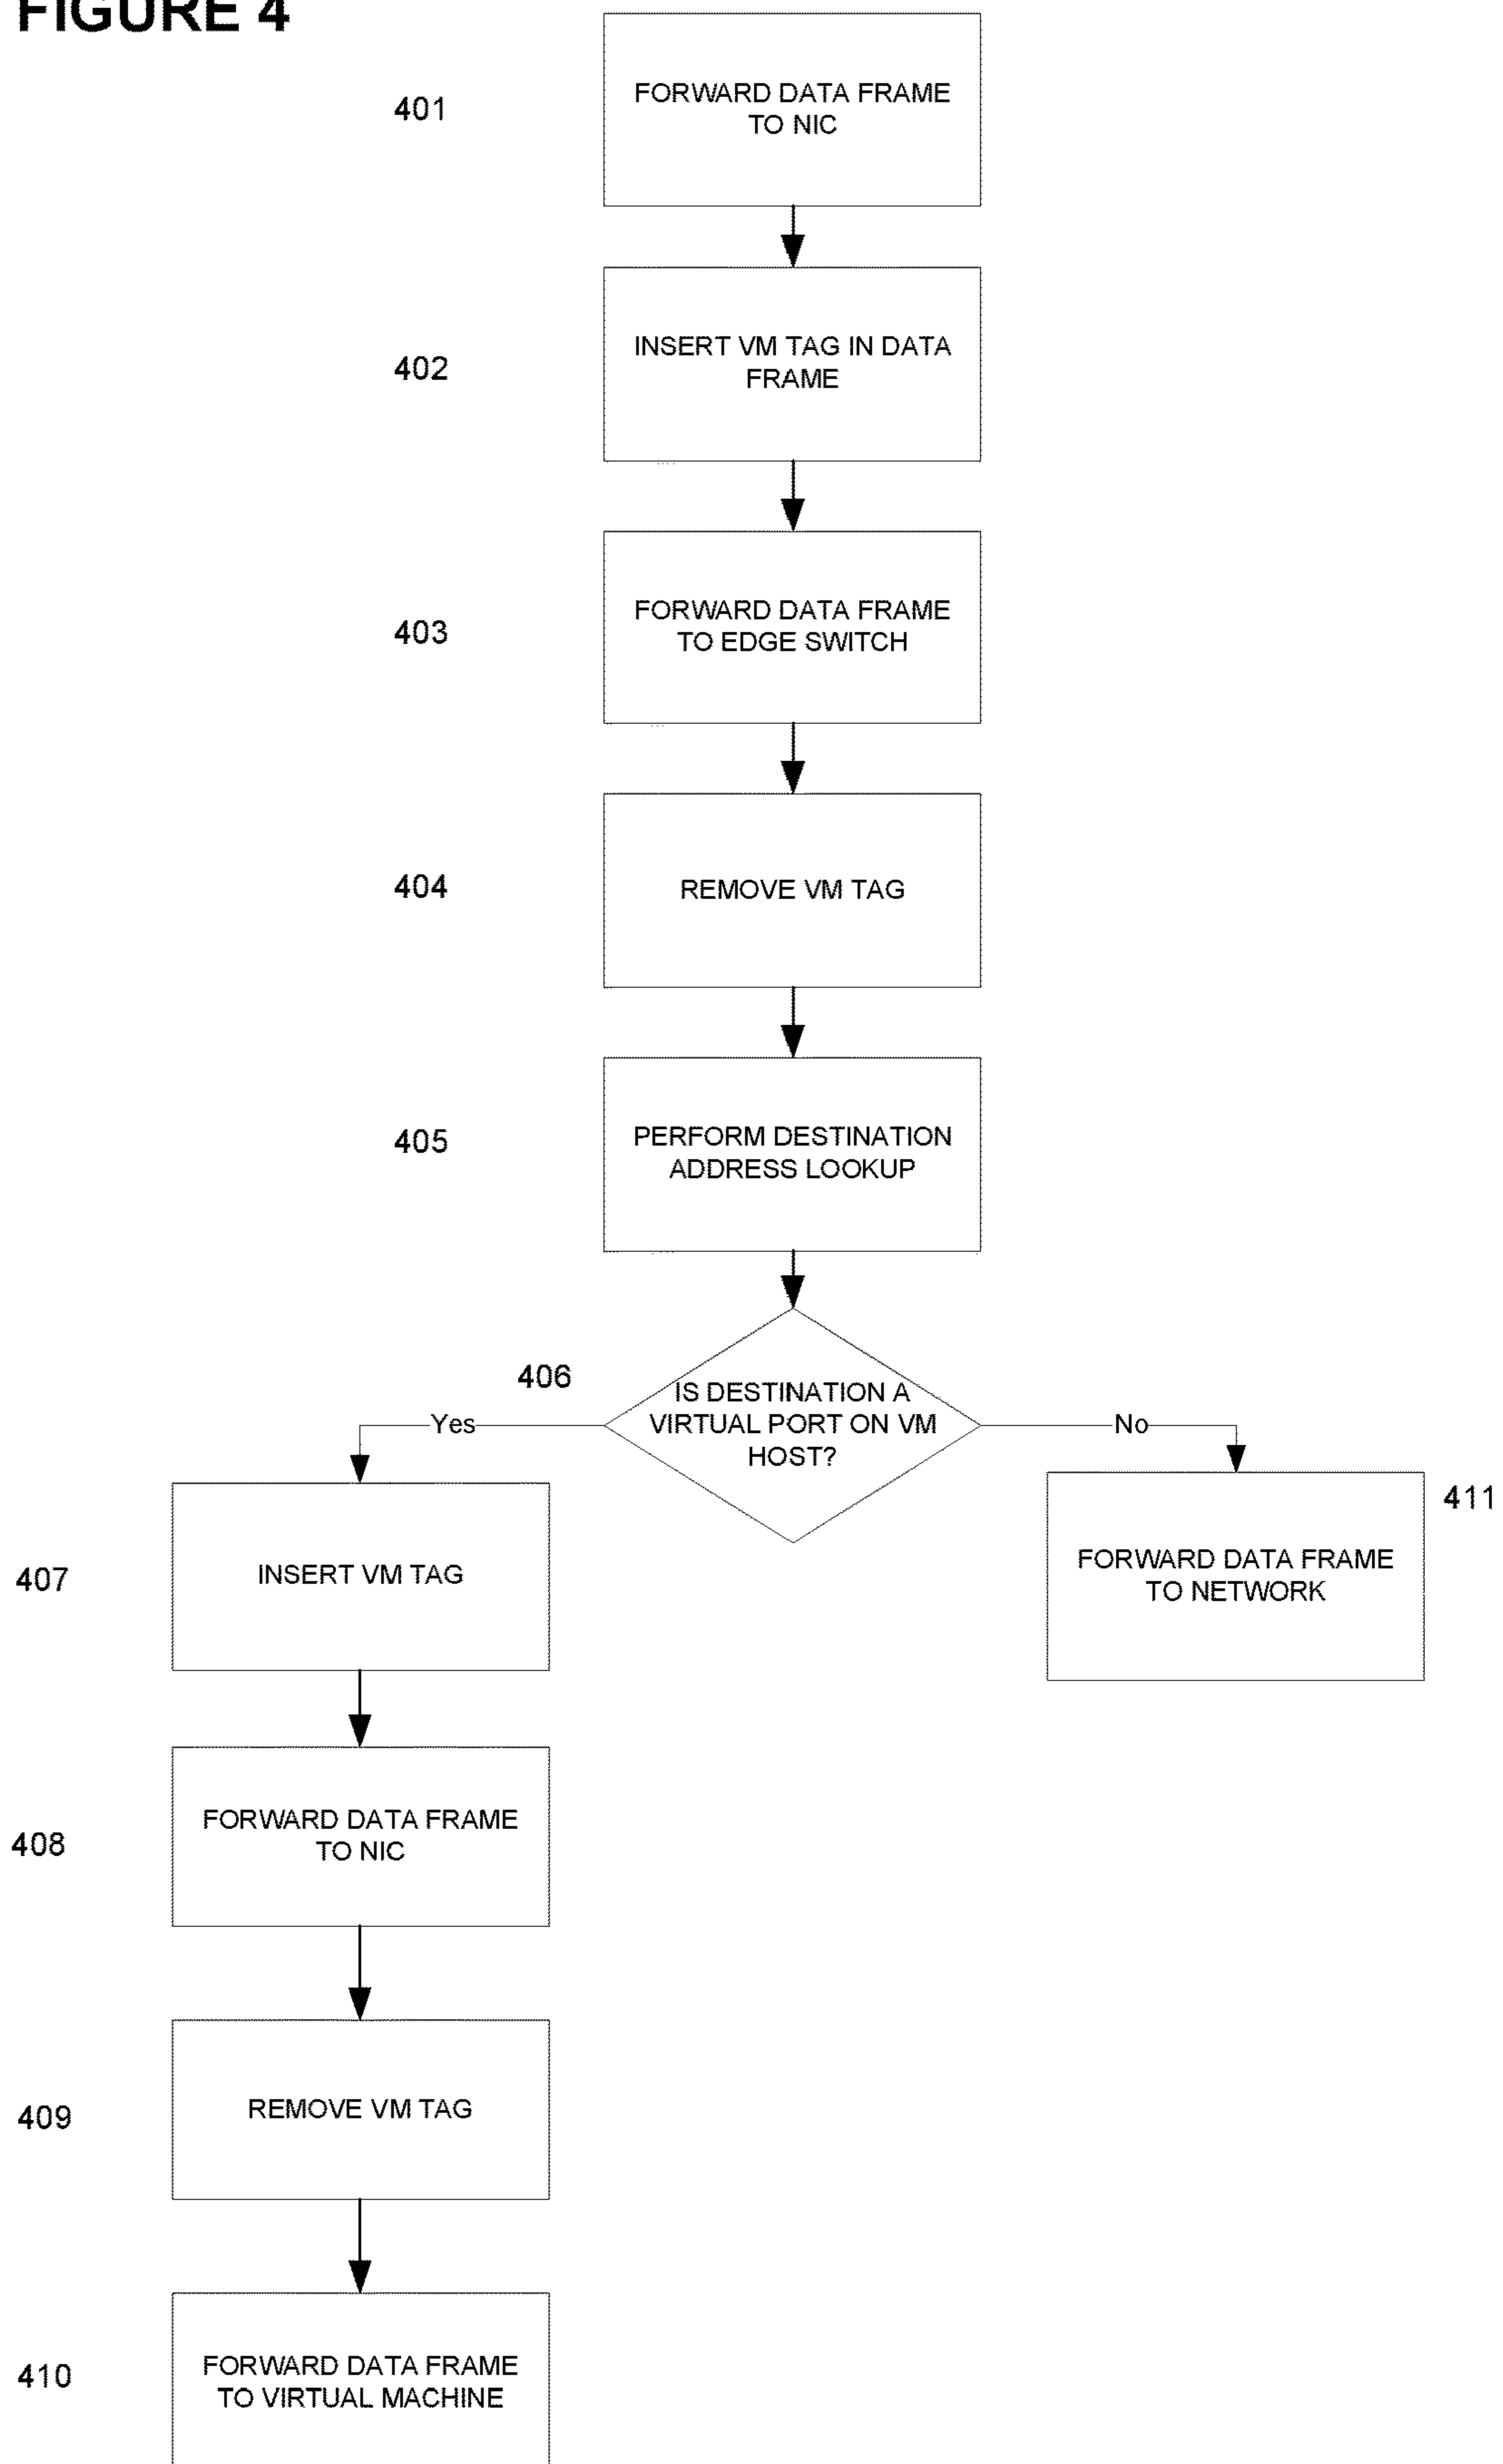 FIGURE 4
401
FORWARD DATA FRAME
TO NIC
402
INSERT VM TAG IN DATA
FRAME
403
FORWARD DATA FRAME
TO EDGE SWITCH
404
REMOVE VM TAG
405
PERFORM DESTINATION
ADDRESS LOOKUP
406
IS DESTINATION A
VIRTUAL PORT ON VM
HOST?
Yes
No
407
INSERT VM TAG
411
FORWARD DATA FRAME
TO NETWORK
408
FORWARD DATA FRAME
TO NIC
409
REMOVE VM TAG
410
FORWARD DATA FRAME
TO VIRTUAL MACHINE